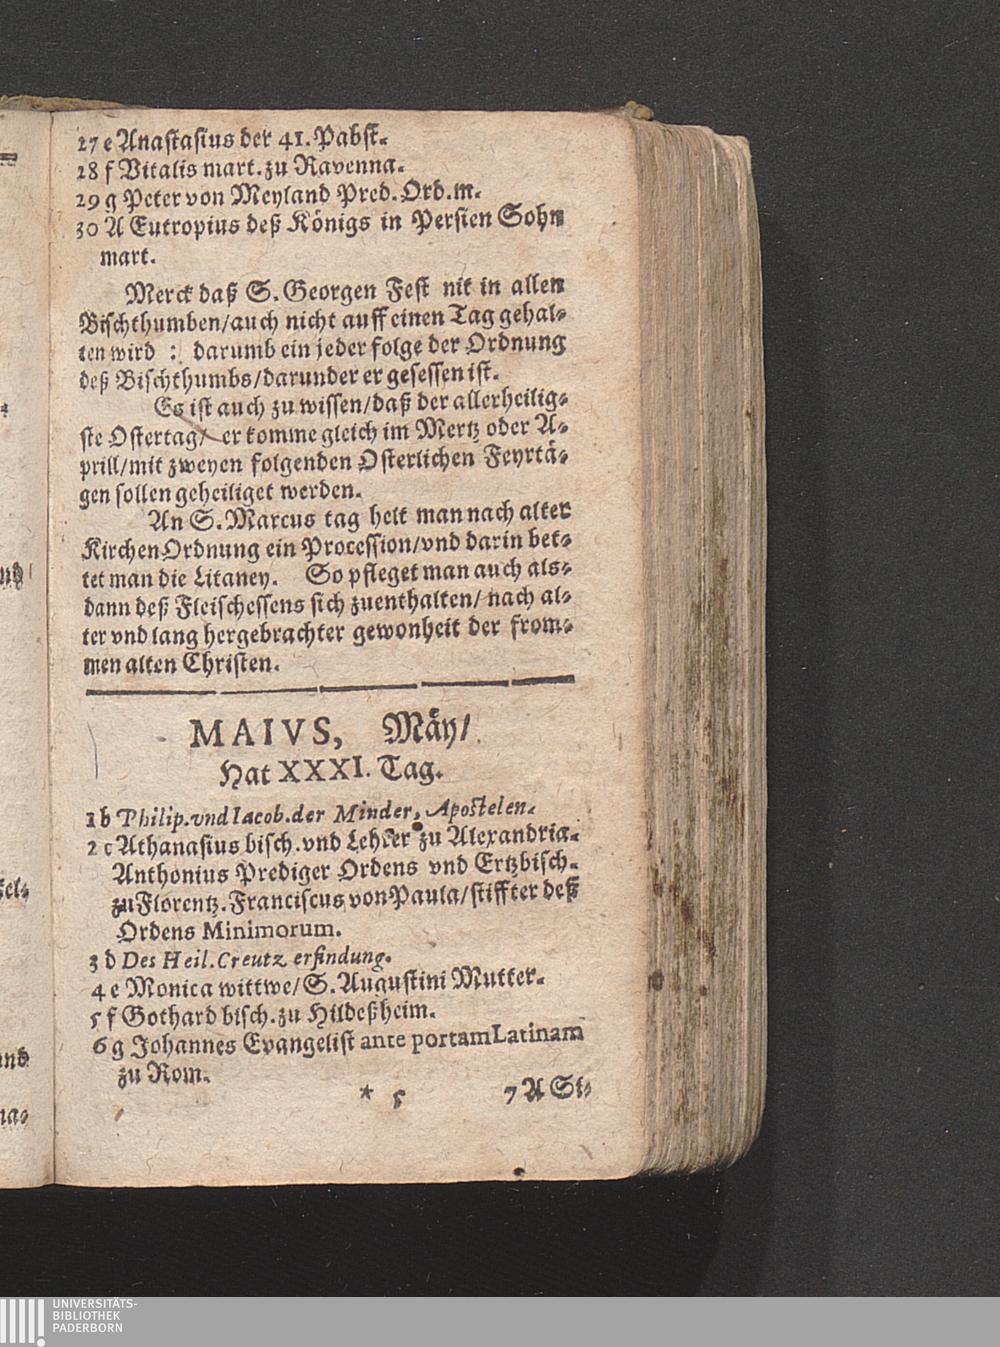 27 e Anastasius der 41. Pabst.
28 f Vitalis mart. zu Ravenna.
29 g Peter von Meyland Pred. Ord. m.
30 A Eutropius deß Königs in Persien Sohn
mart.
Merck daß S. Georgen Fest nit in allen
Bischthumben/auch nicht auff einen Tag gehal-
ten wird : darumb ein jeder folge der Ordnung
deß Bischthumbs/darunder er gesessen ist.
Es ist auch zu wissen/daß der allerheilig-
ste Ostertag/ er komme gleich im Mertz oder A-
prill/mit zweyen folgenden Osterlichen Feyrtä-
gen sollen geheiliget werden.
An S. Marcus tag helt man nach alter
Kirchen Ordnung ein Procession/vnd darin bet-
tet man die Litaney. So pfleget man auch als-
dann deß Fleischessens sich zuenthalten/ nach al-
ter vnd lang hergebrachter gewonheit der from-
men alten Christen.
MAIVS, Mäy/
Hat XXXI. Tag.
1 b Philip. vnd Iacob. der Minder, Apostelen.
2 c Athanasius bisch. vnd Lehrer zu Alexandria.
Anthonius Prediger Ordens vnd Ertzbisch.
zu Florentz. Franciscus von Paula/stiffter deß
Ordens Minimorum.
3 d Des Heil. Creutz erfindung.
4 e Monica wittwe/S. Augustini Mutter.
5 f Gothard bisch. zu Hildeßheim.
6 g Johannes Evangelist ante portam Latinam
zu Rom.
* 5 7 A St-
UNIVERSITÄTS-
BIBLIOTHEK
PADERBORN